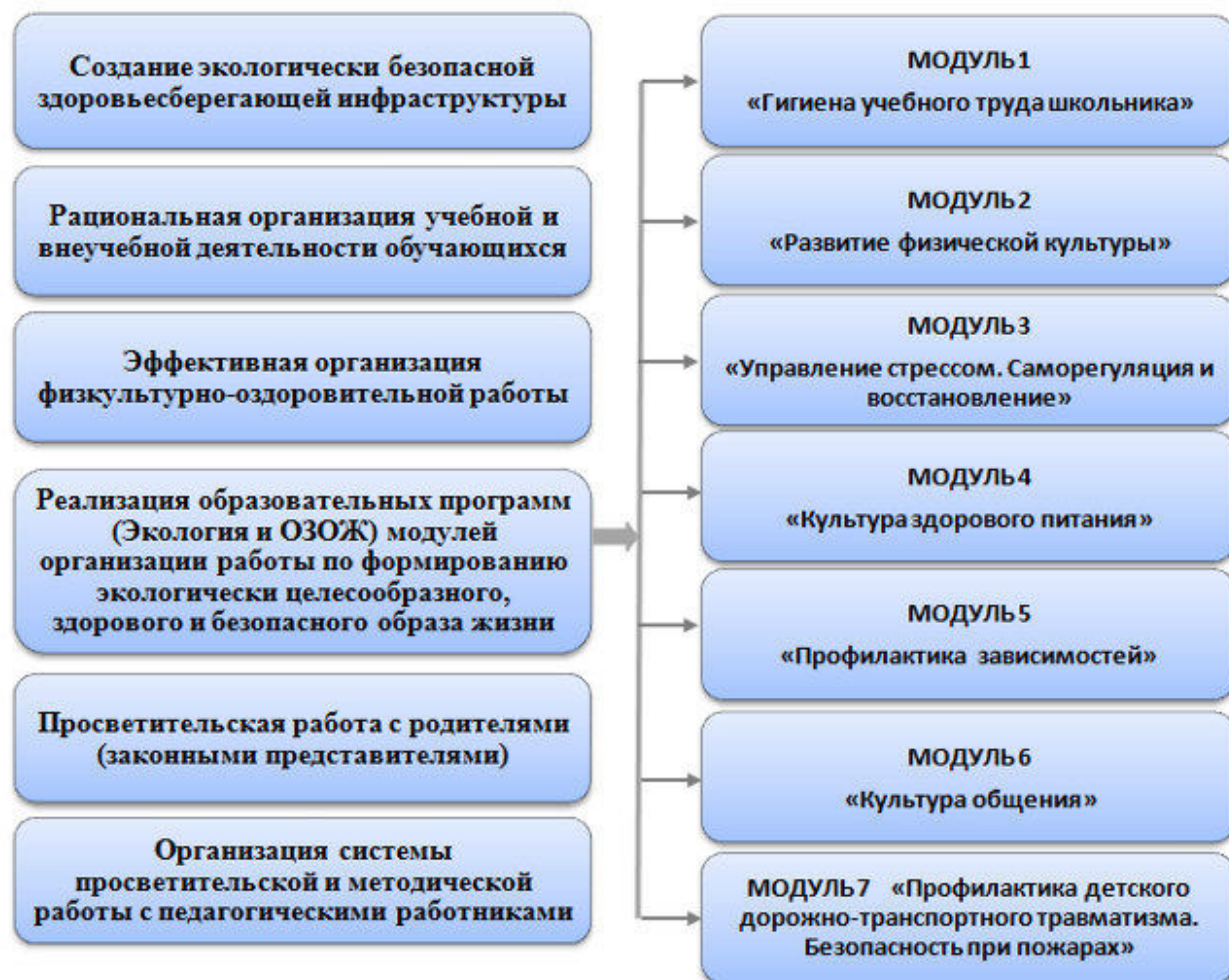 Создание экологически безопасной
здоровьесберегающей инфраструктуры
Рациональная организация учебной и
внеучебной деятельности обучающихся
Эффективная организация
физкультурно-оздоровительной работы
Реализация образовательных программ
(Экология и ОЗОЖ) модулей
организации работы по формированию
экологически целесообразного,
здорового и безопасного образа жизни
Просветительская работа с родителями
(законными представителями)
Организация системы
просветительской и методической
работы с педагогическими работниками
МОДУЛЬ 1
«Гигиена учебного труда школьника»
МОДУЛЬ 2
«Развитие физической культуры»
МОДУЛЬ 3
«Управление стрессом. Саморегуляция и
восстановление»
МОДУЛЬ 4
«Культура здорового питания»
МОДУЛЬ 5
«Профилактика зависимостей»
МОДУЛЬ 6
«Культура общения»
МОДУЛЬ 7 «Профилактика детского
дорожно-транспортного травматизма.
Безопасность при пожарах»